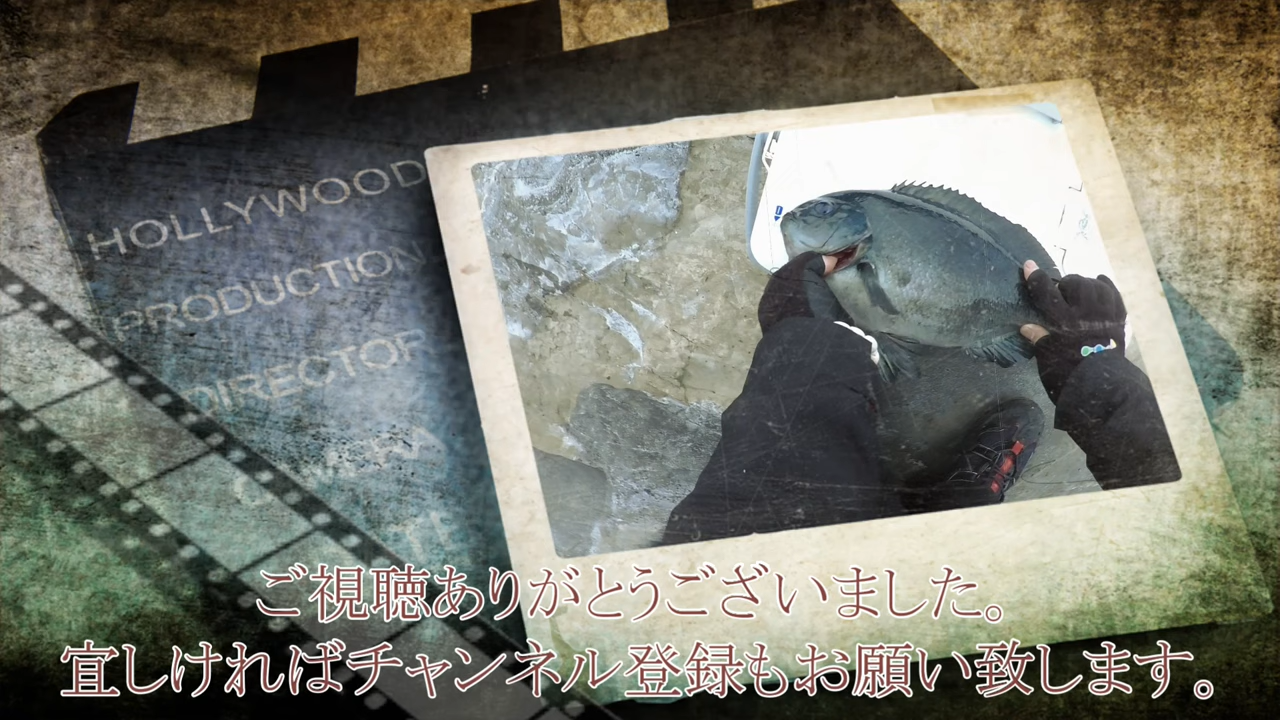 HOLLYWOOD
PRODUCTION
DIRECTOR
ご視聴ありがとうございました。
宜しければチャンネル登録もお願い致します。